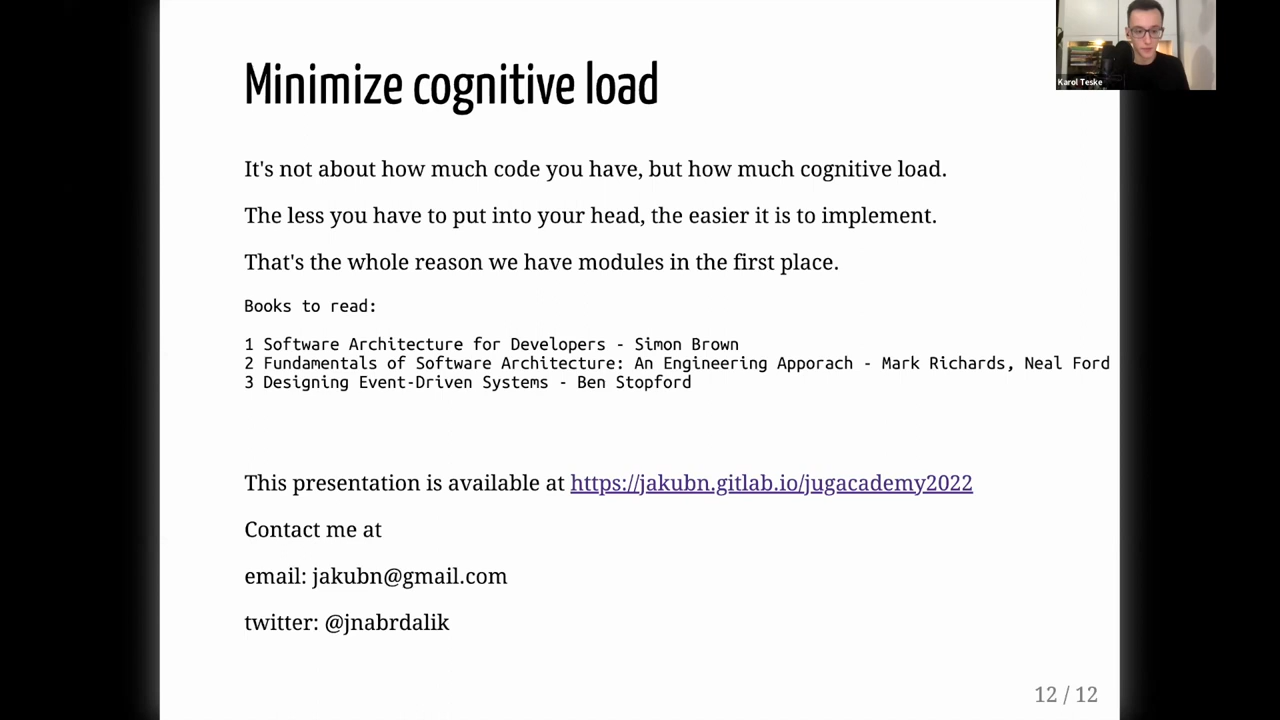 Minimize cognitive load
It's not about how much code you have, but how much cognitive load.
The less you have to put into your head, the easier it is to implement.
That's the whole reason we have modules in the first place.
Books to read:
1 Software Architecture for Developers - Simon Brown
2 Fundamentals of Software Architecture: An Engineering Apporach - Mark Richards, Neal Ford
3 Designing Event-Driven Systems - Ben Stopford
This presentation is available at https://jakubn.gitlab.io/jugacademy2022
Contact me at
email: jakubn@gmail.com
twitter: @jnabrdalik
12 / 12
Karol Teske